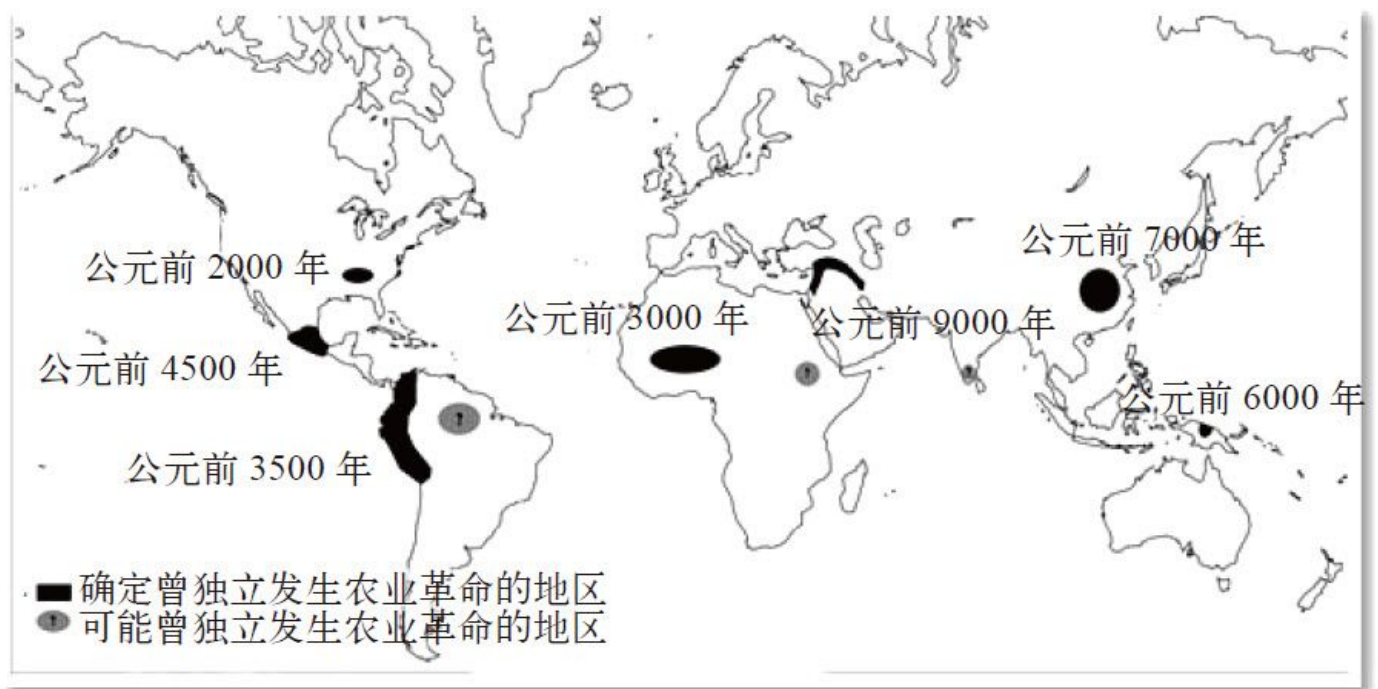 公元前 7000 年
公元前 2000 年
公元前 3000 年
公元前 9000 年
公元前 4500 年
公元前 6000 年
公元前 3500 年
?
?
?
确定曾独立发生农业革命的地区
? 可能曾独立发生农业革命的地区